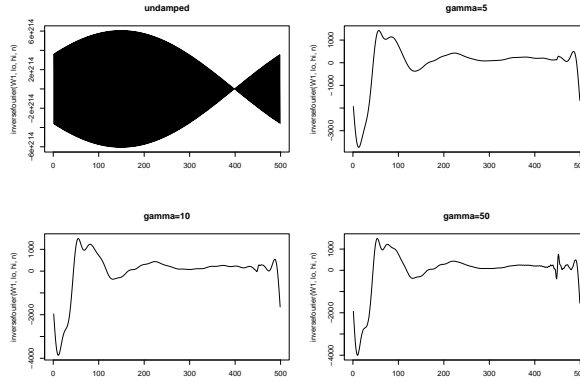 undamped
inversefourier(W1, lo, hi, n)
6e+214
2e+214
−2e+214
−6e+214
0 100 200 300 400 500
gamma=5
inversefourier(W1, lo, hi, n)
1000
−1000
−3000
0 100 200 300 400 500
gamma=10
inversefourier(W1, lo, hi, n)
1000
0
−2000
−4000
0 100 200 300 400 500
gamma=50
inversefourier(W1, lo, hi, n)
1000
0
−2000
−4000
0 100 200 300 400 500